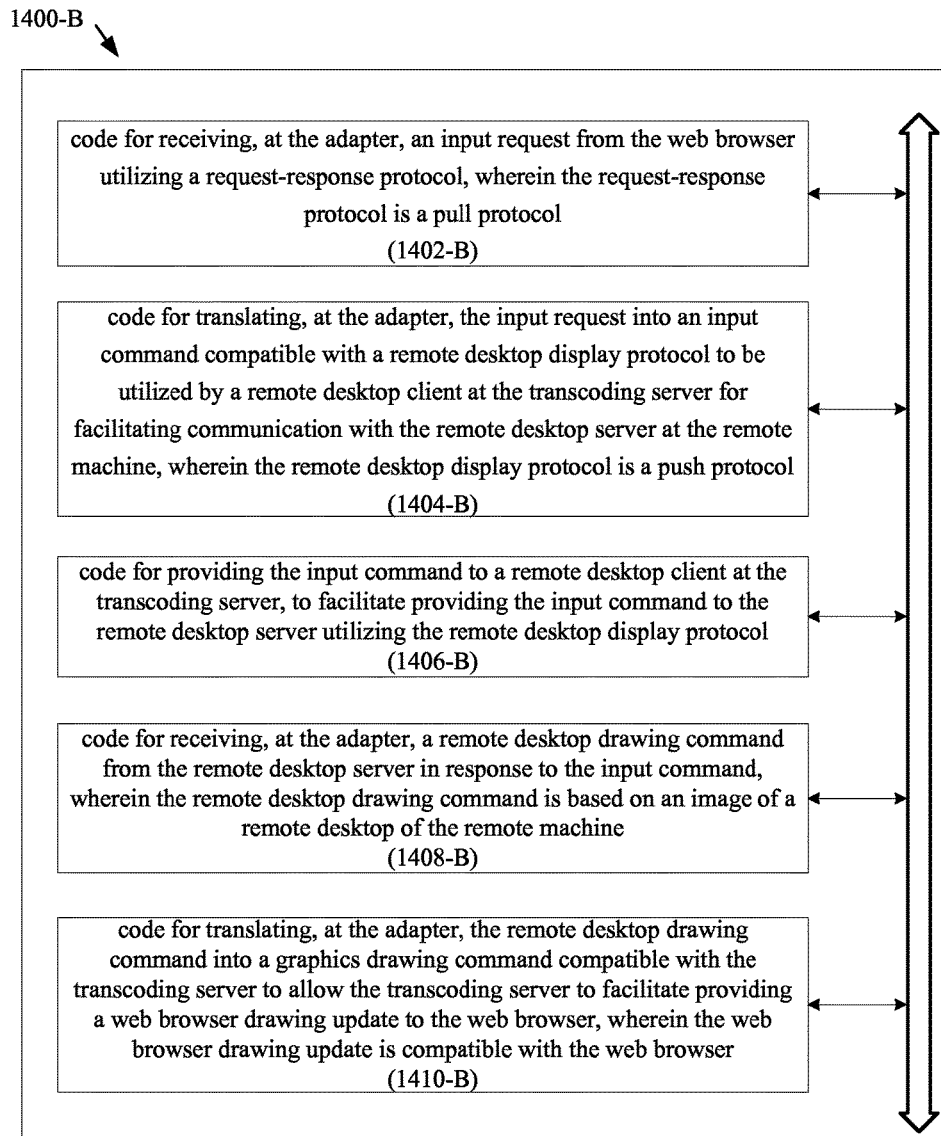 1400-B
code for receiving, at the adapter, an input request from the web browser
utilizing a request-response protocol, wherein the request-response
protocol is a pull protocol
(1402-B)
code for translating, at the adapter, the input request into an input
command compatible with a remote desktop display protocol to be
utilized by a remote desktop client at the transcoding server for
facilitating communication with the remote desktop server at the remote
machine, wherein the remote desktop display protocol is a push protocol
(1404-B)
code for providing the input command to a remote desktop client at the
transcoding server, to facilitate providing the input command to the
remote desktop server utilizing the remote desktop display protocol
(1406-B)
code for receiving, at the adapter, a remote desktop drawing command
from the remote desktop server in response to the input command,
wherein the remote desktop drawing command is based on an image of a
remote desktop of the remote machine
(1408-B)
code for translating, at the adapter, the remote desktop drawing
command into a graphics drawing command compatible with the
transcoding server to allow the transcoding server to facilitate providing
a web browser drawing update to the web browser, wherein the web
browser drawing update is compatible with the web browser
(1410-B)